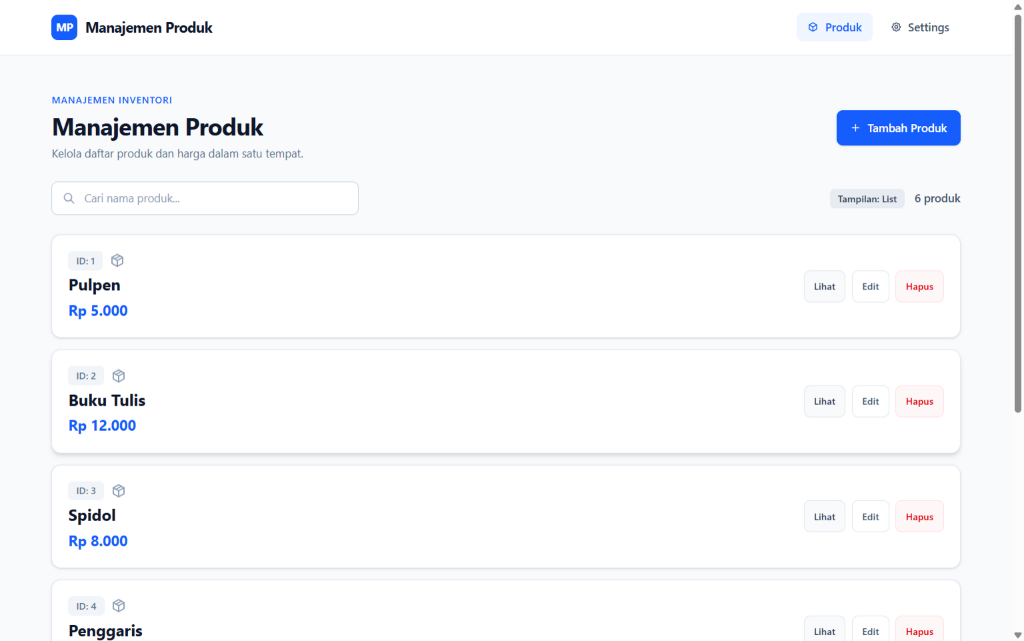 MP Manajemen Produk
Produk
Settings
MANAJEMEN INVENTORI
Manajemen Produk
Kelola daftar produk dan harga dalam satu tempat.
+ Tambah Produk
Cari nama produk...
Tampilan: List
6 produk
ID: 1
Pulpen
Rp 5.000
Lihat
Edit
Hapus
ID: 2
Buku Tulis
Rp 12.000
Lihat
Edit
Hapus
ID: 3
Spidol
Rp 8.000
Lihat
Edit
Hapus
ID: 4
Penggaris
Lihat
Edit
Hapus